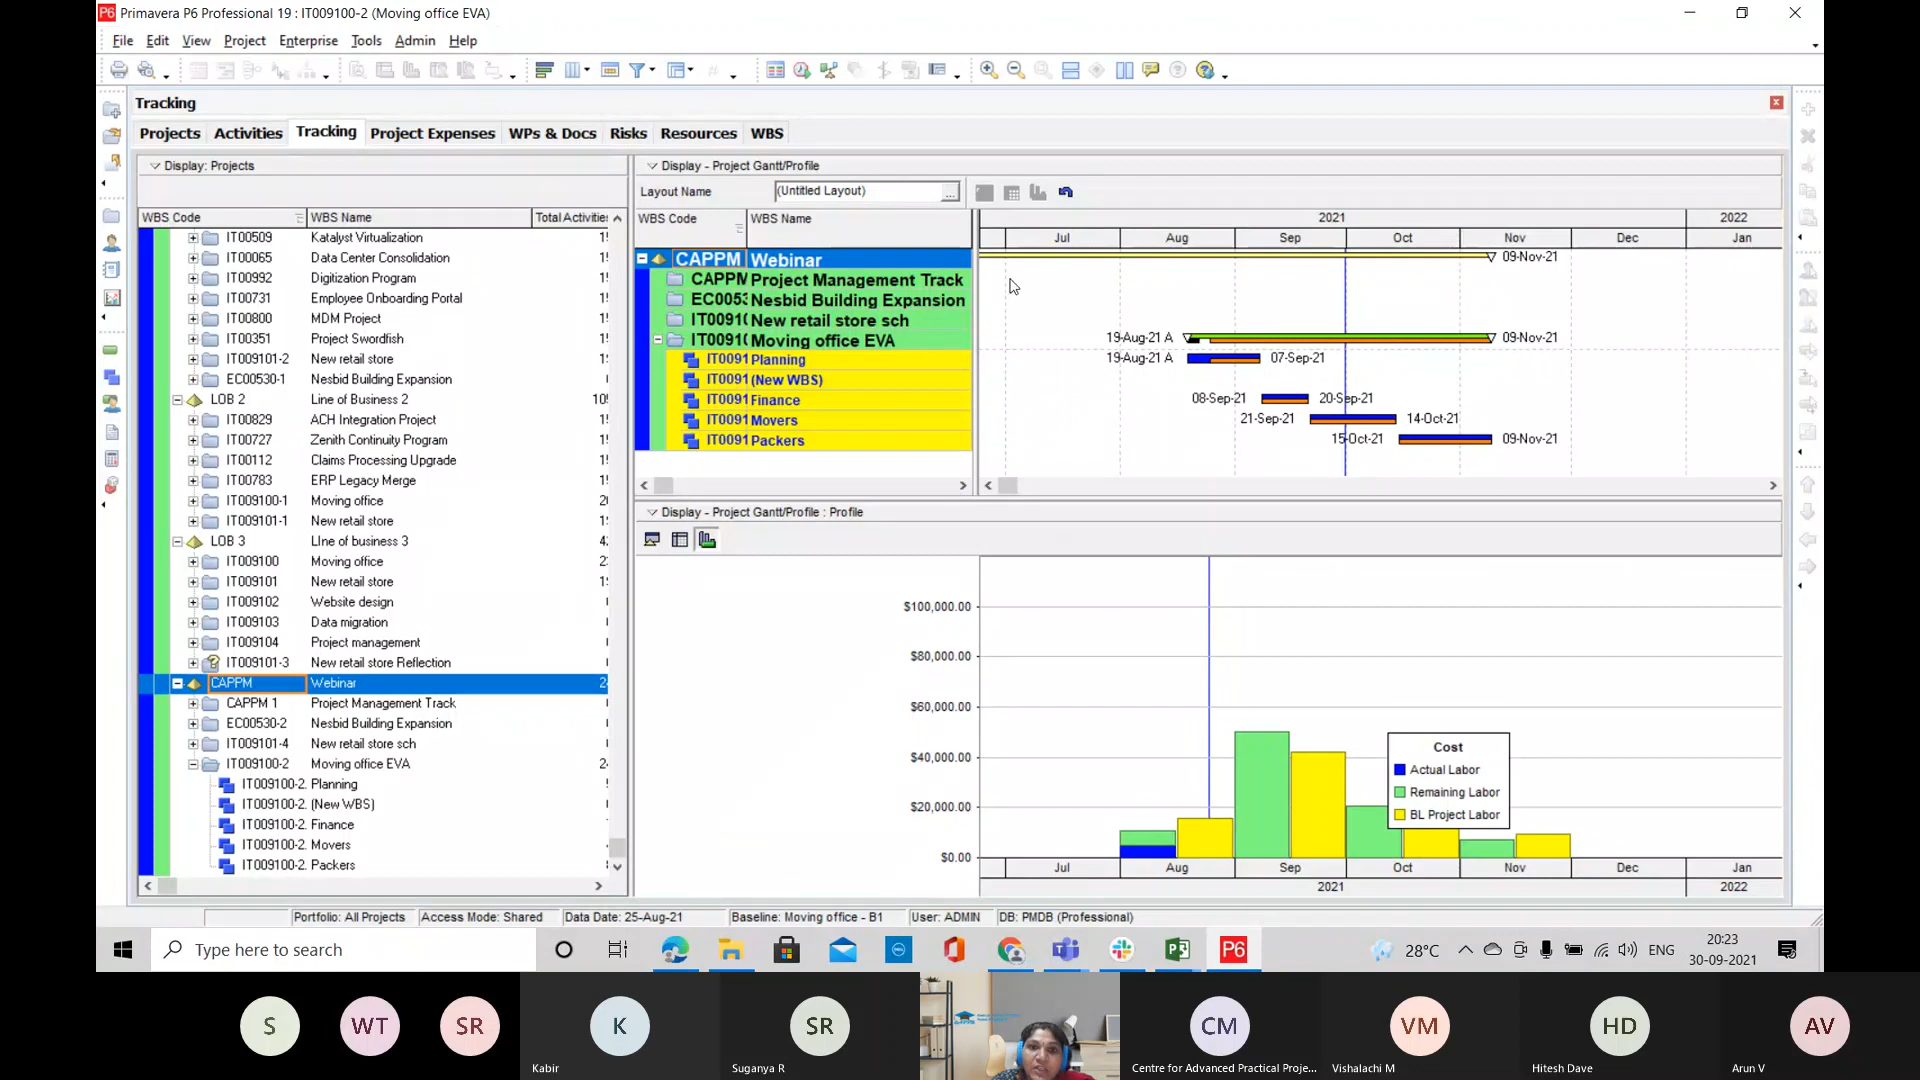 P6 Primavera P6 Professional 19 : IT009100-2 (Moving office EVA)
File Edit View Project Enterprise Tools Admin Help
Tracking
Projects Activities Tracking Project Expenses WPs & Docs Risks Resources WBS
Display: Projects
WBS Code WBS Name Total Activities
IT00509 Katalyst Virtualization
IT00065 Data Center Consolidation
IT00992 Digitization Program
IT00731 Employee Onboarding Portal
IT00800 MDM Project
IT00351 Project Swordfish
IT009101-2 New retail store
EC00530-1 Nesbid Building Expansion
LOB 2 Line of Business 2
IT00829 ACH Integration Project
IT00727 Zenith Continuity Program
IT00112 Claims Processing Upgrade
IT00783 ERP Legacy Merge
IT009100-1 Moving office
IT009101-1 New retail store
LOB 3 LIne of business 3
IT009100 Moving office
IT009101 New retail store
IT009102 Website design
IT009103 Data migration
IT009104 Project management
IT009101-3 New retail store Reflection
CAPPM Webinar
CAPPM 1 Project Management Track
EC00530-2 Nesbid Building Expansion
IT009101-4 New retail store sch
IT009100-2 Moving office EVA
IT009100-2. Planning
IT009100-2. (New WBS)
IT009100-2. Finance
IT009100-2. Movers
IT009100-2. Packers
Display - Project Gantt/Profile
Layout Name (Untitled Layout) ...
WBS Code WBS Name
2021 2022
Jul Aug Sep Oct Nov Dec Jan
CAPPM Webinar 09-Nov-21
CAPPM Project Management Track
EC0053 Nesbid Building Expansion
IT0091 New retail store sch
IT0091 Moving office EVA 19-Aug-21 A 09-Nov-21
IT0091 Planning 19-Aug-21 A 07-Sep-21
IT0091 (New WBS)
IT0091 Finance 08-Sep-21 20-Sep-21
IT0091 Movers 21-Sep-21 14-Oct-21
IT0091 Packers 15-Oct-21 09-Nov-21
Display - Project Gantt/Profile : Profile
$100,000.00
$80,000.00
$60,000.00
$40,000.00
$20,000.00
$0.00
Cost
Actual Labor
Remaining Labor
BL Project Labor
Jul Aug Sep Oct Nov Dec Jan
2021 2022
Portfolio: All Projects Access Mode: Shared Data Date: 25-Aug-21 Baseline: Moving office - B1 User: ADMIN DB: PMDB (Professional)
Type here to search
P6
28°C
ENG
20:23
30-09-2021
S WT SR K SR CM VM HD AV
Kabir Suganya R Centre for Advanced Practical Proje... Vishalachi M Hitesh Dave Arun V